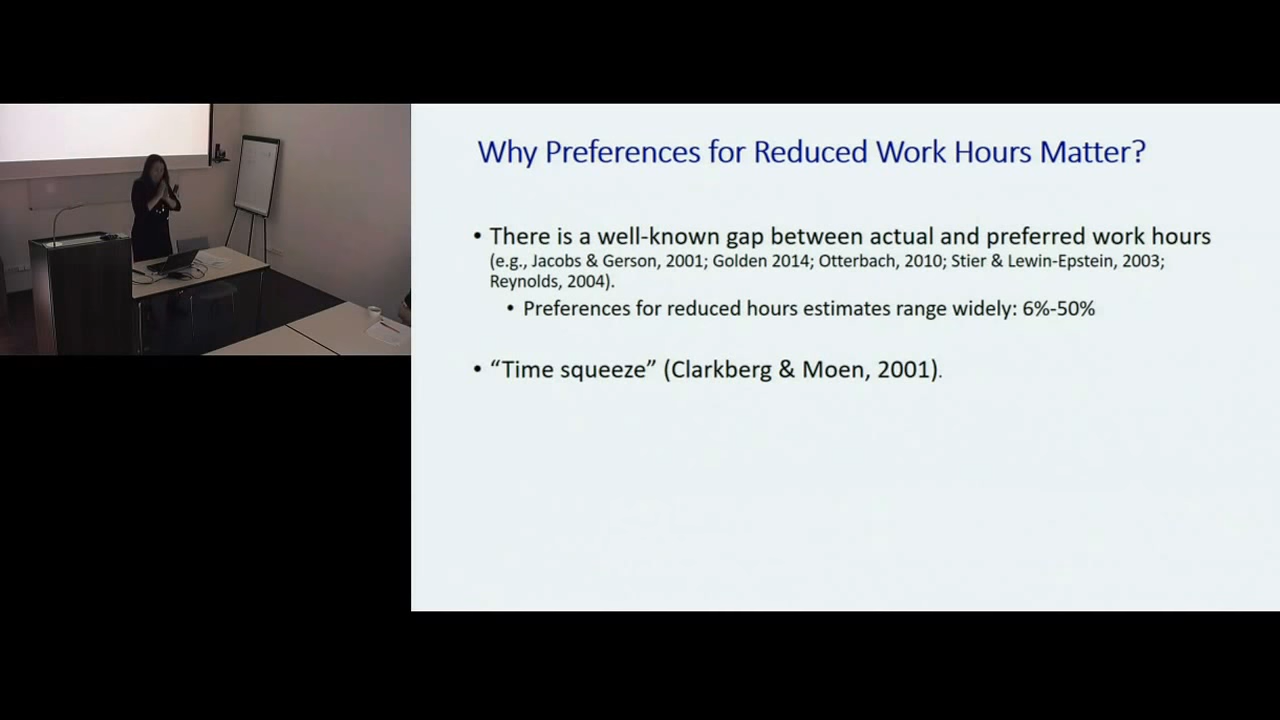 Why Preferences for Reduced Work Hours Matter?
• There is a well-known gap between actual and preferred work hours
(e.g., Jacobs & Gerson, 2001; Golden 2014; Otterbach, 2010; Stier & Lewin-Epstein, 2003;
Reynolds, 2004).
• Preferences for reduced hours estimates range widely: 6%-50%
• “Time squeeze” (Clarkberg & Moen, 2001).